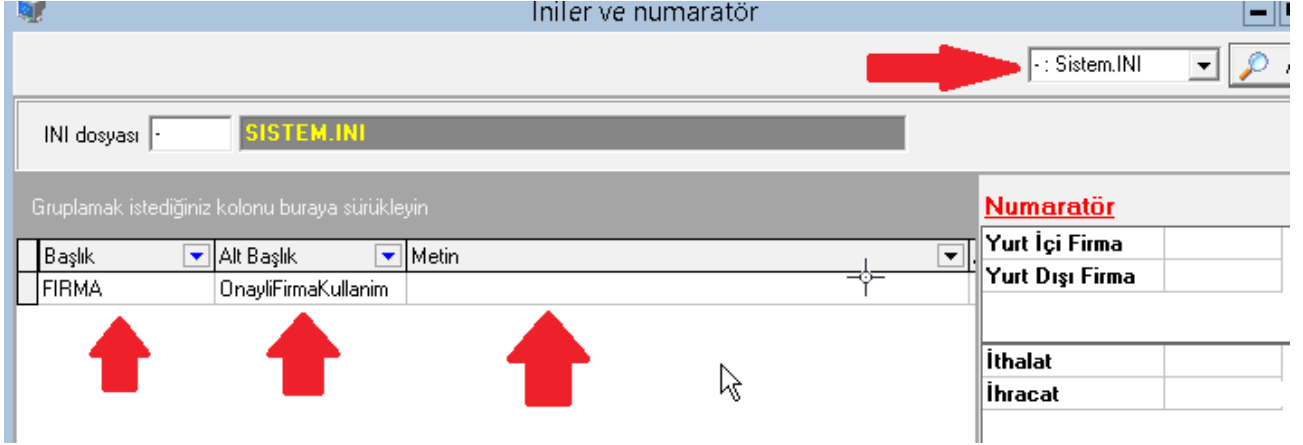 İniler ve numaratör
- : Sistem.INI
INI dosyası - SISTEM.INI
Gruplamak istediğiniz kolonu buraya sürükleyin
Başlık Alt Başlık Metin
FIRMA OnayliFirmaKullanim
Numaratör
Yurt İçi Firma
Yurt Dışı Firma
İthalat
İhracat